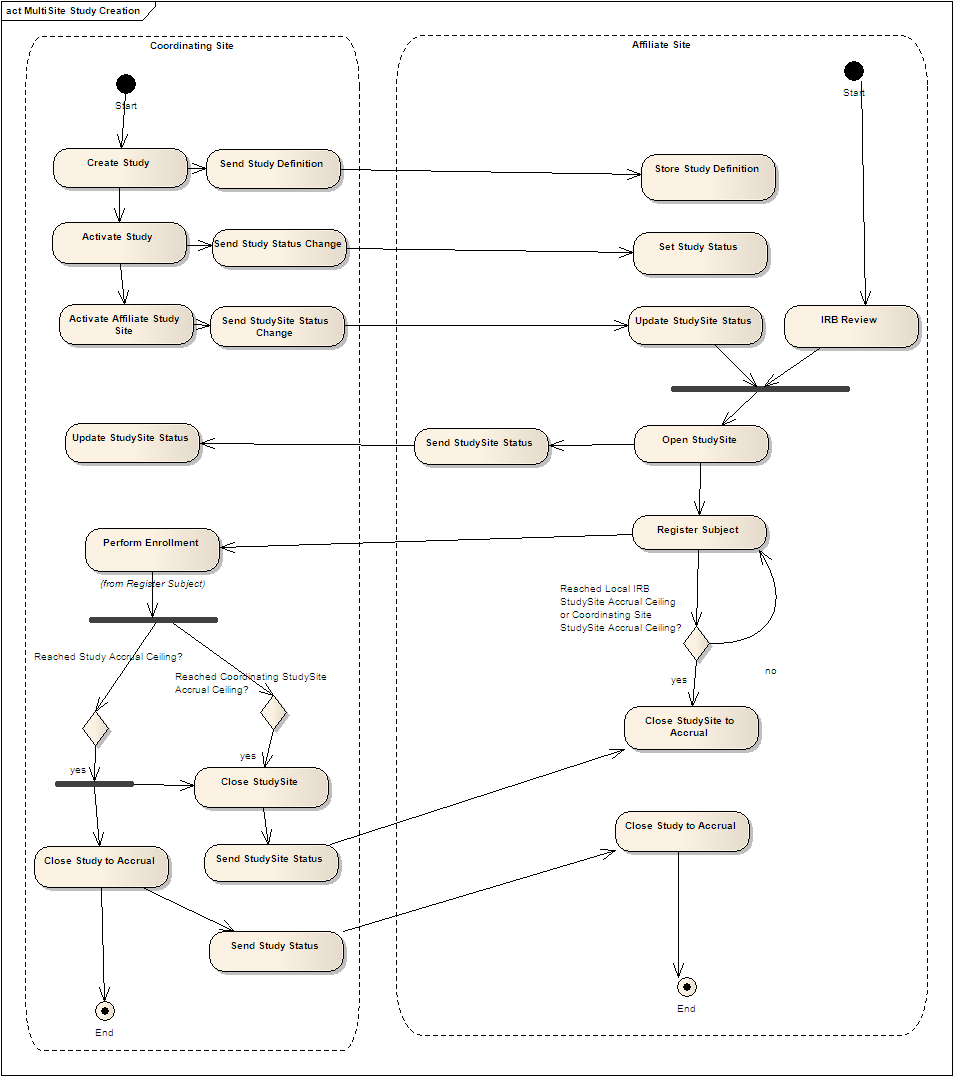 act MultiSite Study Creation
Coordinating Site
Affiliate Site
Start
Start
Create Study
Send Study Definition
Store Study Definition
Activate Study
Send Study Status Change
Set Study Status
Activate Affiliate Study
Site
Send StudySite Status
Change
Update StudySite Status
IRB Review
Update StudySite Status
Send StudySite Status
Open StudySite
Perform Enrollment
(from Register Subject)
Register Subject
Reached Local IRB
StudySite Accrual Ceiling
or Coordinating Site
StudySite Accrual Ceiling?
Reached Study Accrual Ceiling?
Reached Coordinating StudySite
Accrual Ceiling?
no
yes
Close StudySite to
Accrual
yes
yes
Close StudySite
Close Study to Accrual
Close Study to Accrual
Send StudySite Status
Send Study Status
End
End